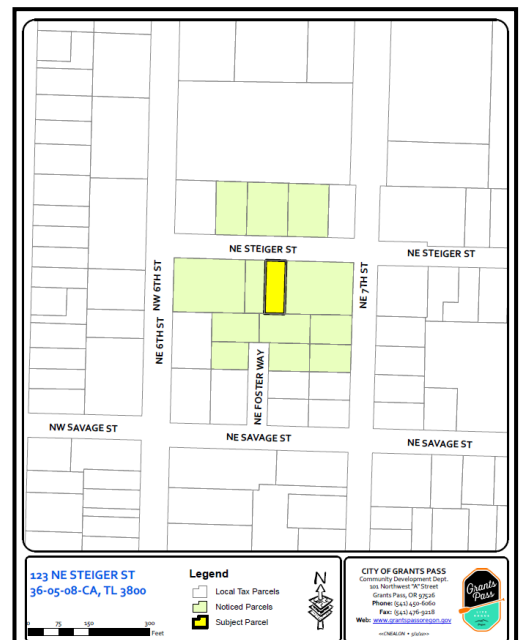 NE STEIGER ST
NE STEIGER ST
NW 6TH ST
NE 6TH ST
NE 7TH ST
NE FOSTER WAY
NW SAVAGE ST
NE SAVAGE ST
NE SAVAGE ST
123 NE STEIGER ST
36-05-08-CA, TL 3800
0 75 150 300
Feet
Legend
Local Tax Parcels
Noticed Parcels
Subject Parcel
N
CITY OF GRANTS PASS
Community Development Dept.
101 Northwest "A" Street
Grants Pass, OR 97526
Phone: (541) 450-6060
Fax: (541) 476-9218
Web: www.grantspassoregon.gov
Grants
Pass